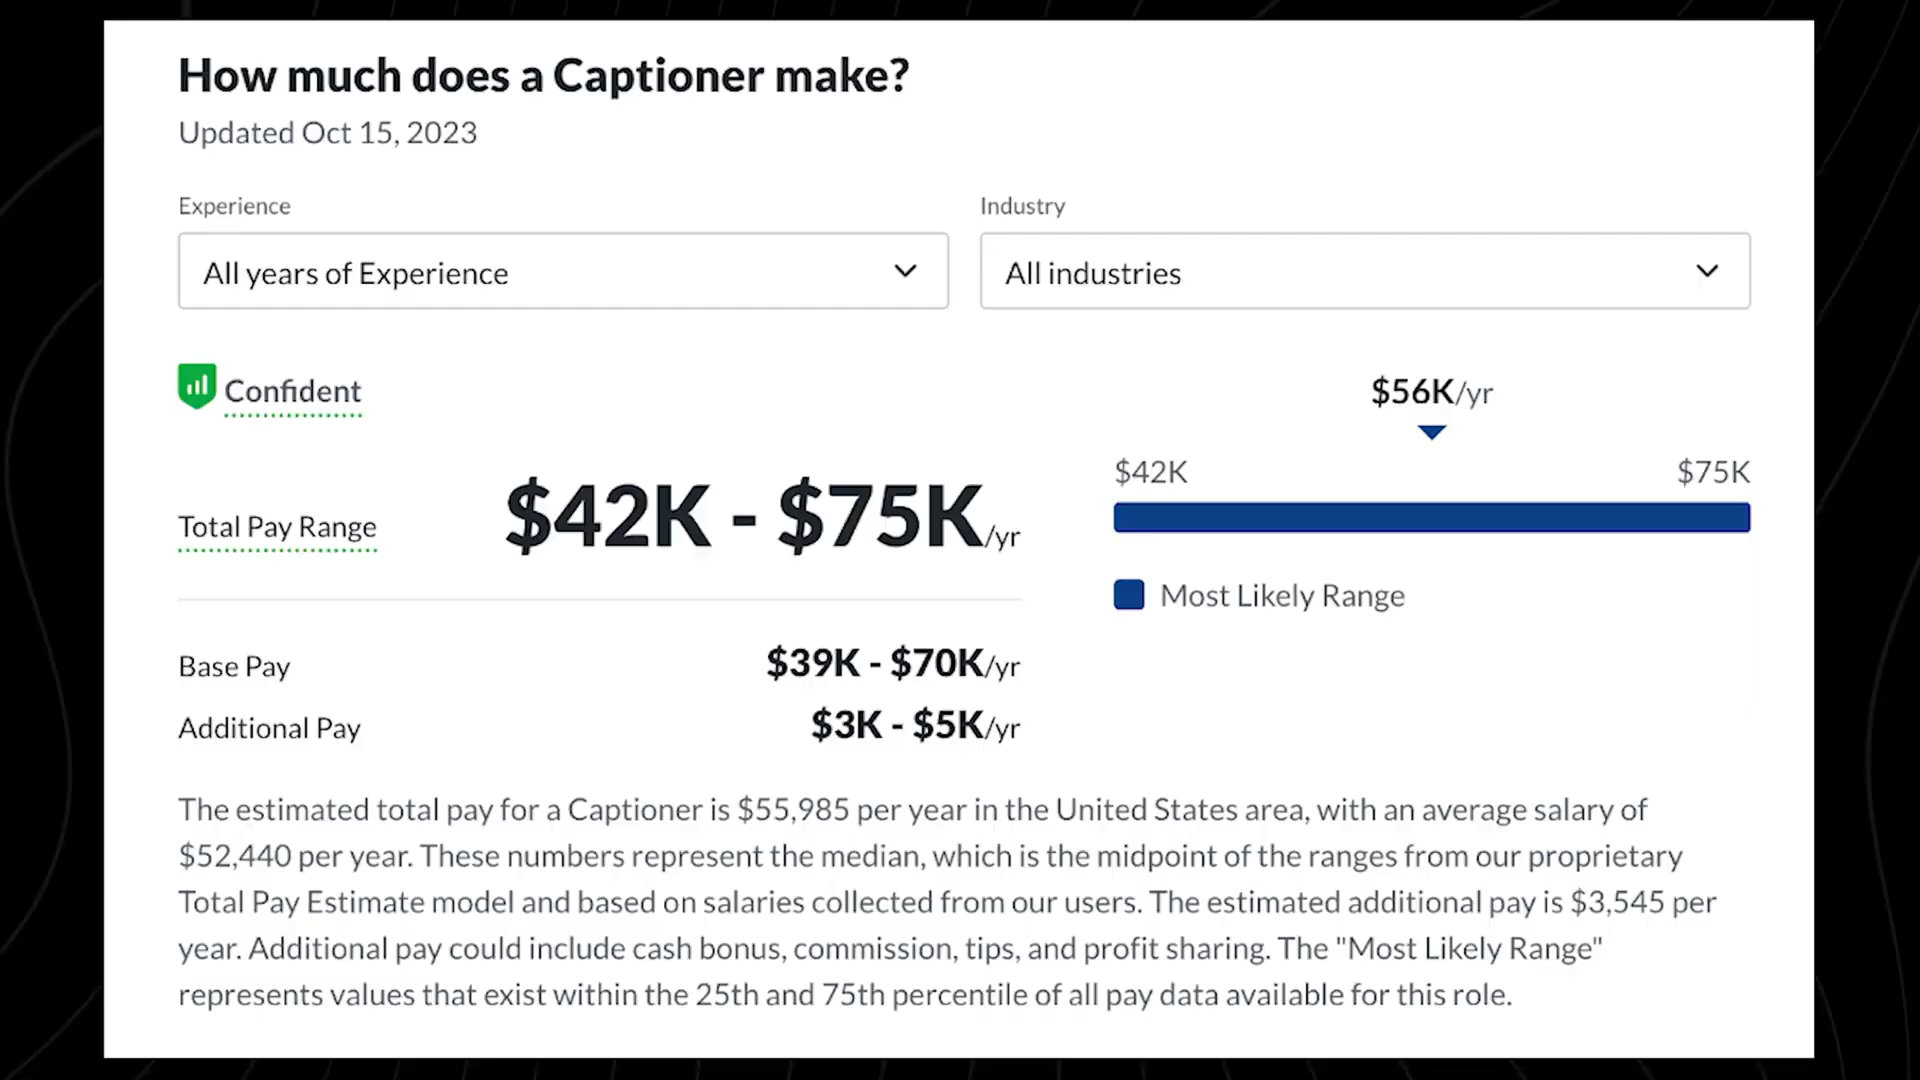 How much does a Captioner make?
Updated Oct 15, 2023
Experience
Industry
All years of Experience
All industries
Confident
$56K/yr
$42K
$75K
Total Pay Range
$42K - $75K/yr
Most Likely Range
Base Pay
$39K - $70K/yr
Additional Pay
$3K - $5K/yr
The estimated total pay for a Captioner is $55,985 per year in the United States area, with an average salary of
$52,440 per year. These numbers represent the median, which is the midpoint of the ranges from our proprietary
Total Pay Estimate model and based on salaries collected from our users. The estimated additional pay is $3,545 per
year. Additional pay could include cash bonus, commission, tips, and profit sharing. The "Most Likely Range"
represents values that exist within the 25th and 75th percentile of all pay data available for this role.